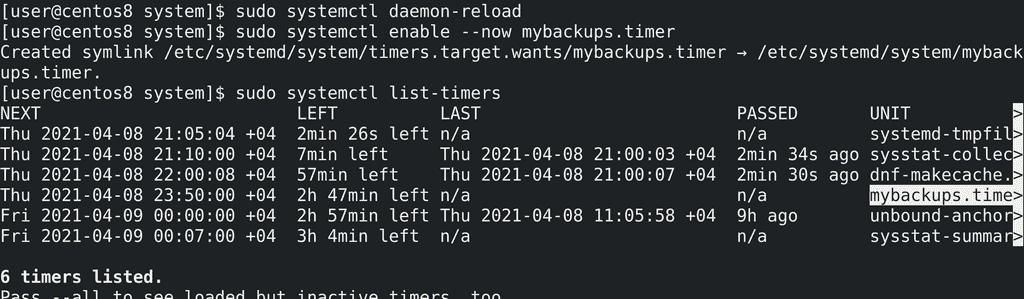 [user@centos8 system]$ sudo systemctl daemon-reload
[user@centos8 system]$ sudo systemctl enable --now mybackups.timer
Created symlink /etc/systemd/system/timers.target.wants/mybackups.timer → /etc/systemd/system/myback
ups.timer.
[user@centos8 system]$ sudo systemctl list-timers
NEXT                         LEFT          LAST                         PASSED       UNIT          >
Thu 2021-04-08 21:05:04 +04  2min 26s left n/a                          n/a          systemd-tmpfil>
Thu 2021-04-08 21:10:00 +04  7min left     Thu 2021-04-08 21:00:03 +04  2min 34s ago sysstat-collec>
Thu 2021-04-08 22:00:08 +04  57min left    Thu 2021-04-08 21:00:07 +04  2min 30s ago dnf-makecache.>
Thu 2021-04-08 23:50:00 +04  2h 47min left n/a                          n/a          mybackups.time>
Fri 2021-04-09 00:00:00 +04  2h 57min left Thu 2021-04-08 11:05:58 +04  9h ago       unbound-anchor>
Fri 2021-04-09 00:07:00 +04  3h 4min left  n/a                          n/a          sysstat-summar>
6 timers listed.
Pass --all to see loaded but inactive timers, too.